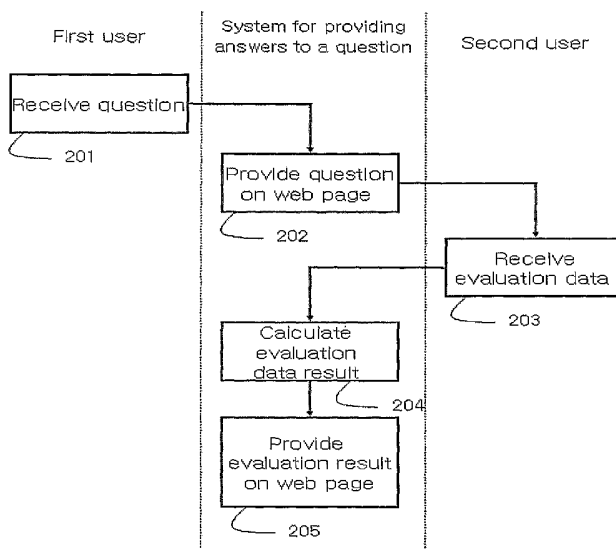 First user
System for providing
answers to a question
Second user
Receive question
201
Provide question
on web page
202
Receive
evaluation data
203
Calculate
evaluation
data result
204
Provide
evaluation result
on web page
205